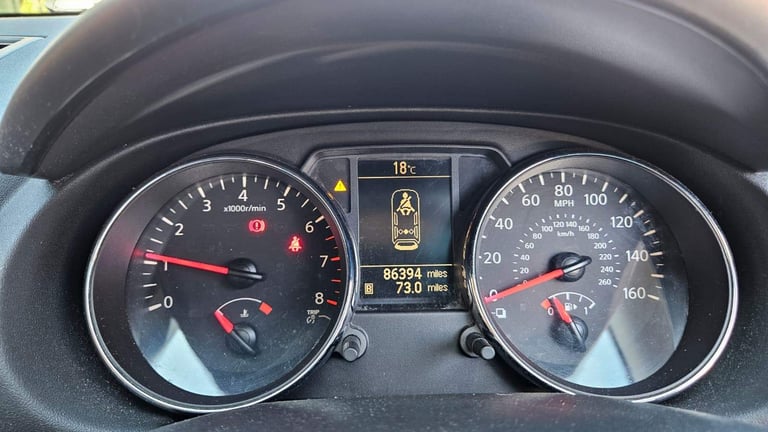 0 1 2 3 4 5 6 7 8
x1000r/min
TRIP
18°C
86394 miles
B 73.0 miles
0 20 40 60 80 100 120 140 160
MPH
20 40 60 80 100 120 140 160 180 200 220 240 260
km/h
0 1